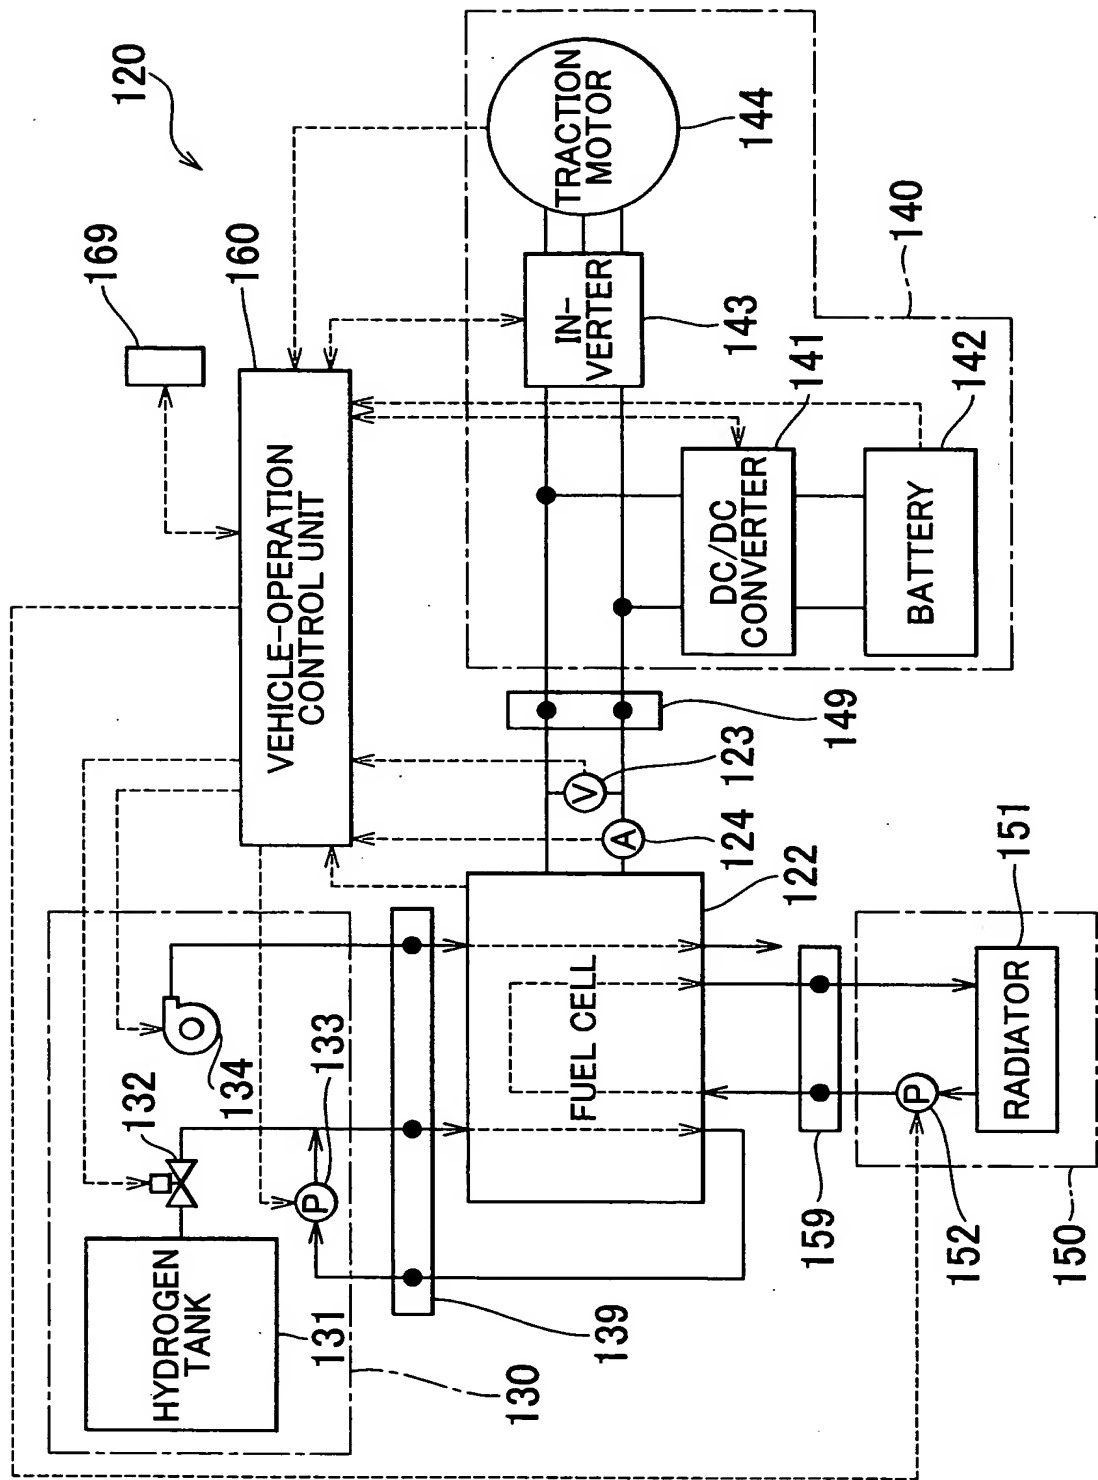 120
169
160
VEHICLE-OPERATION
CONTROL UNIT
132
134
133
HYDROGEN
TANK
131
130
139
FUEL CELL
122
124
123
149
A
V
P
P
TRACTION
MOTOR
144
IN-
VERTER
143
140
DC/DC
CONVERTER
141
BATTERY
142
159
152
150
RADIATOR
151